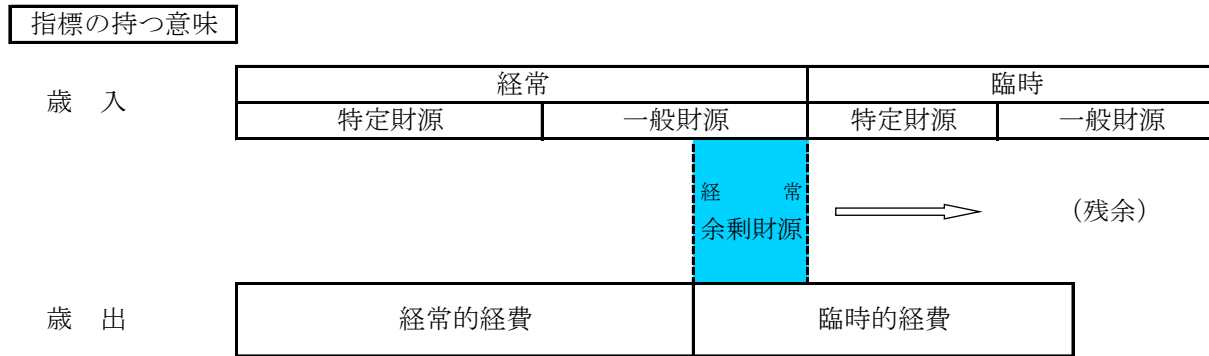 指標の持つ意味
歳 入
経常 臨時
特定財源 一般財源 特定財源 一般財源
経 常
余剰財源
（残余）
歳 出
経常的経費 臨時的経費